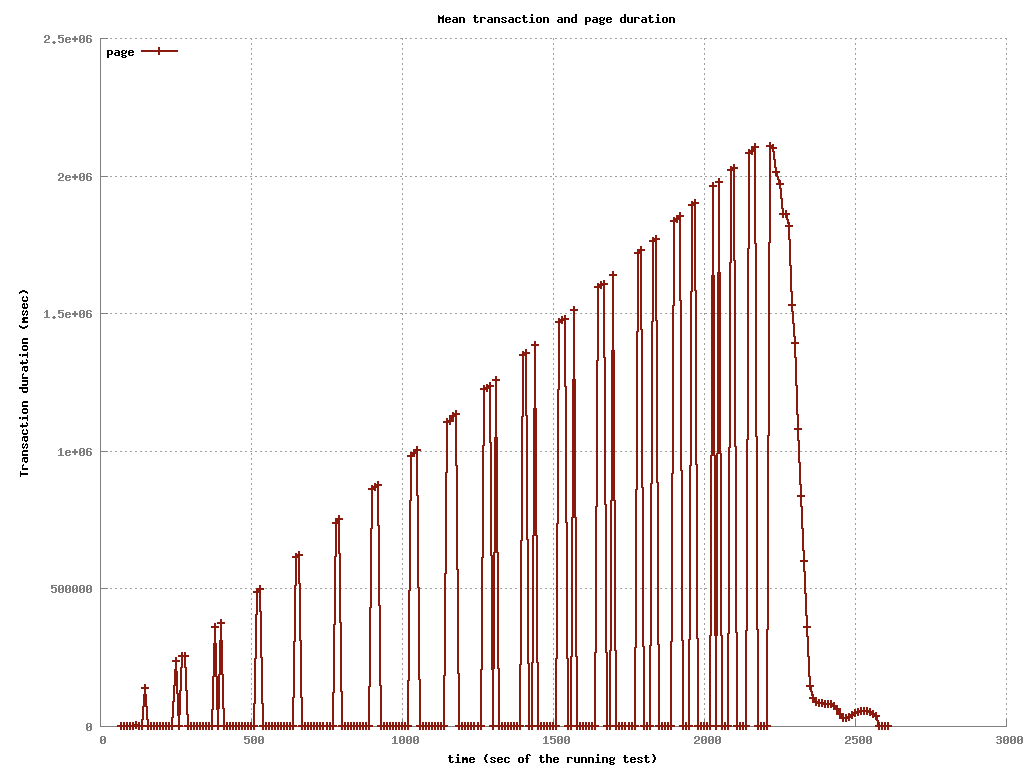 Mean transaction and page duration
2.5e+06
page
2e+06
1.5e+06
1e+06
500000
0
0 500 1000 1500 2000 2500 3000
Transaction duration (msec)
time (sec of the running test)